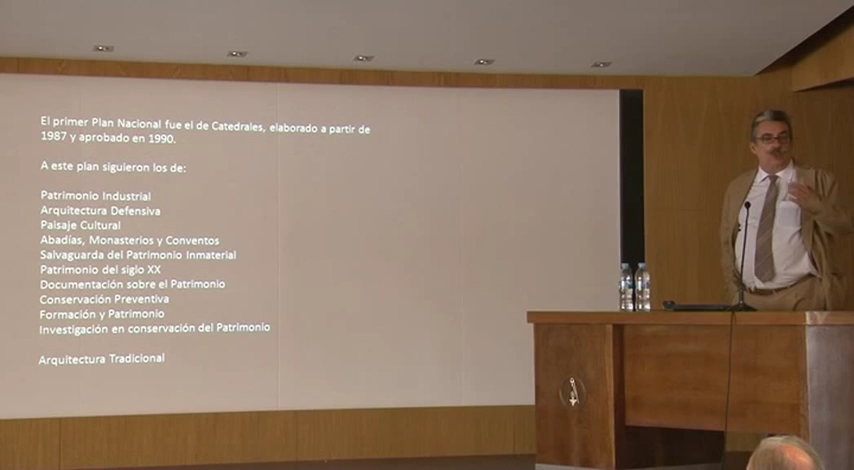 El primer Plan Nacional fue el de Catedrales, elaborado a partir de
1987 y aprobado en 1990.
A este plan siguieron los de:
Patrimonio Industrial
Arquitectura Defensiva
Paisaje Cultural
Abadías, Monasterios y Conventos
Salvaguarda del Patrimonio Inmaterial
Patrimonio del siglo XX
Documentación sobre el Patrimonio
Conservación Preventiva
Formación y Patrimonio
Investigación en conservación del Patrimonio
Arquitectura Tradicional